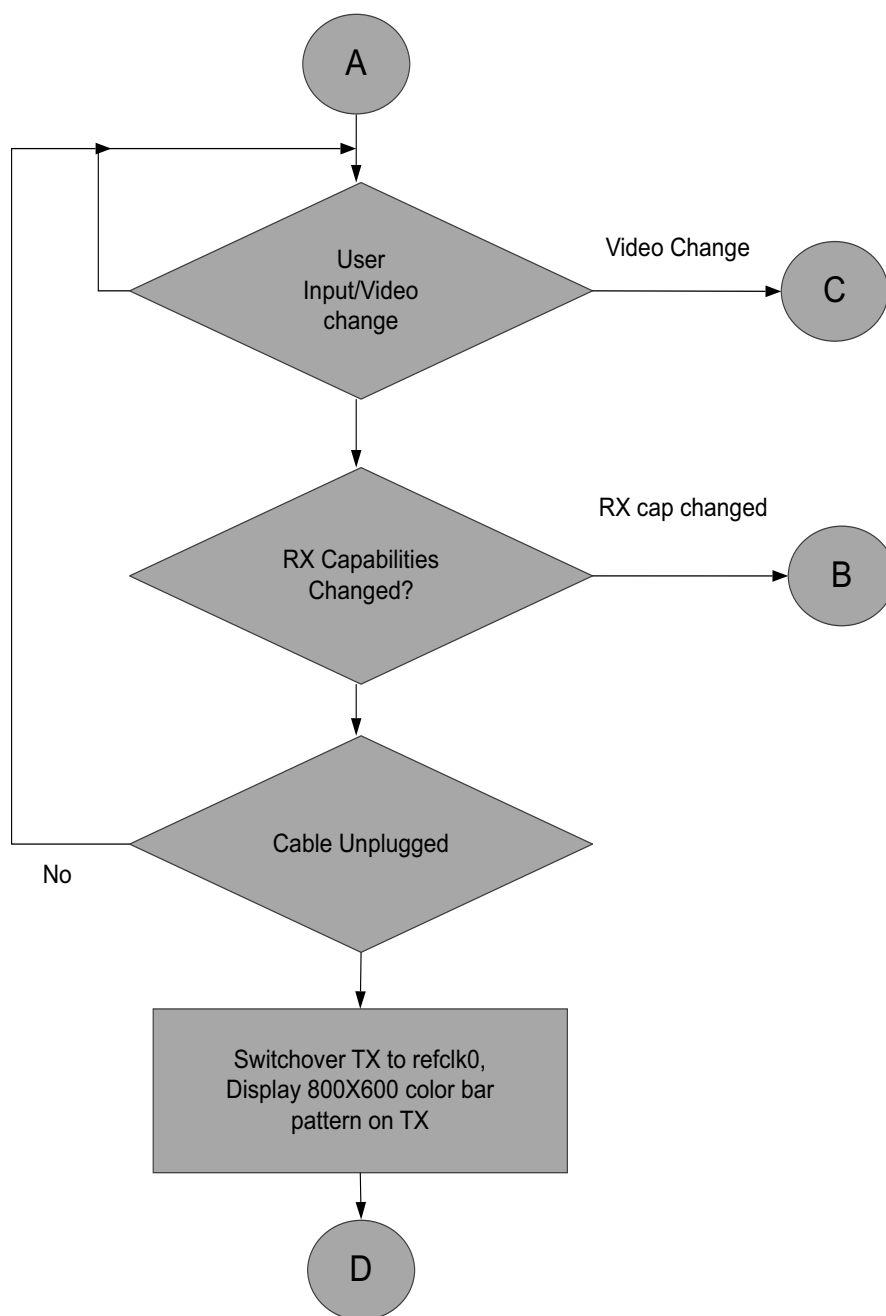 A
User
Input/Video
change
Video Change
C
RX Capabilities
Changed?
RX cap changed
B
Cable Unplugged
No
Switchover TX to refclk0,
Display 800X600 color bar
pattern on TX
D